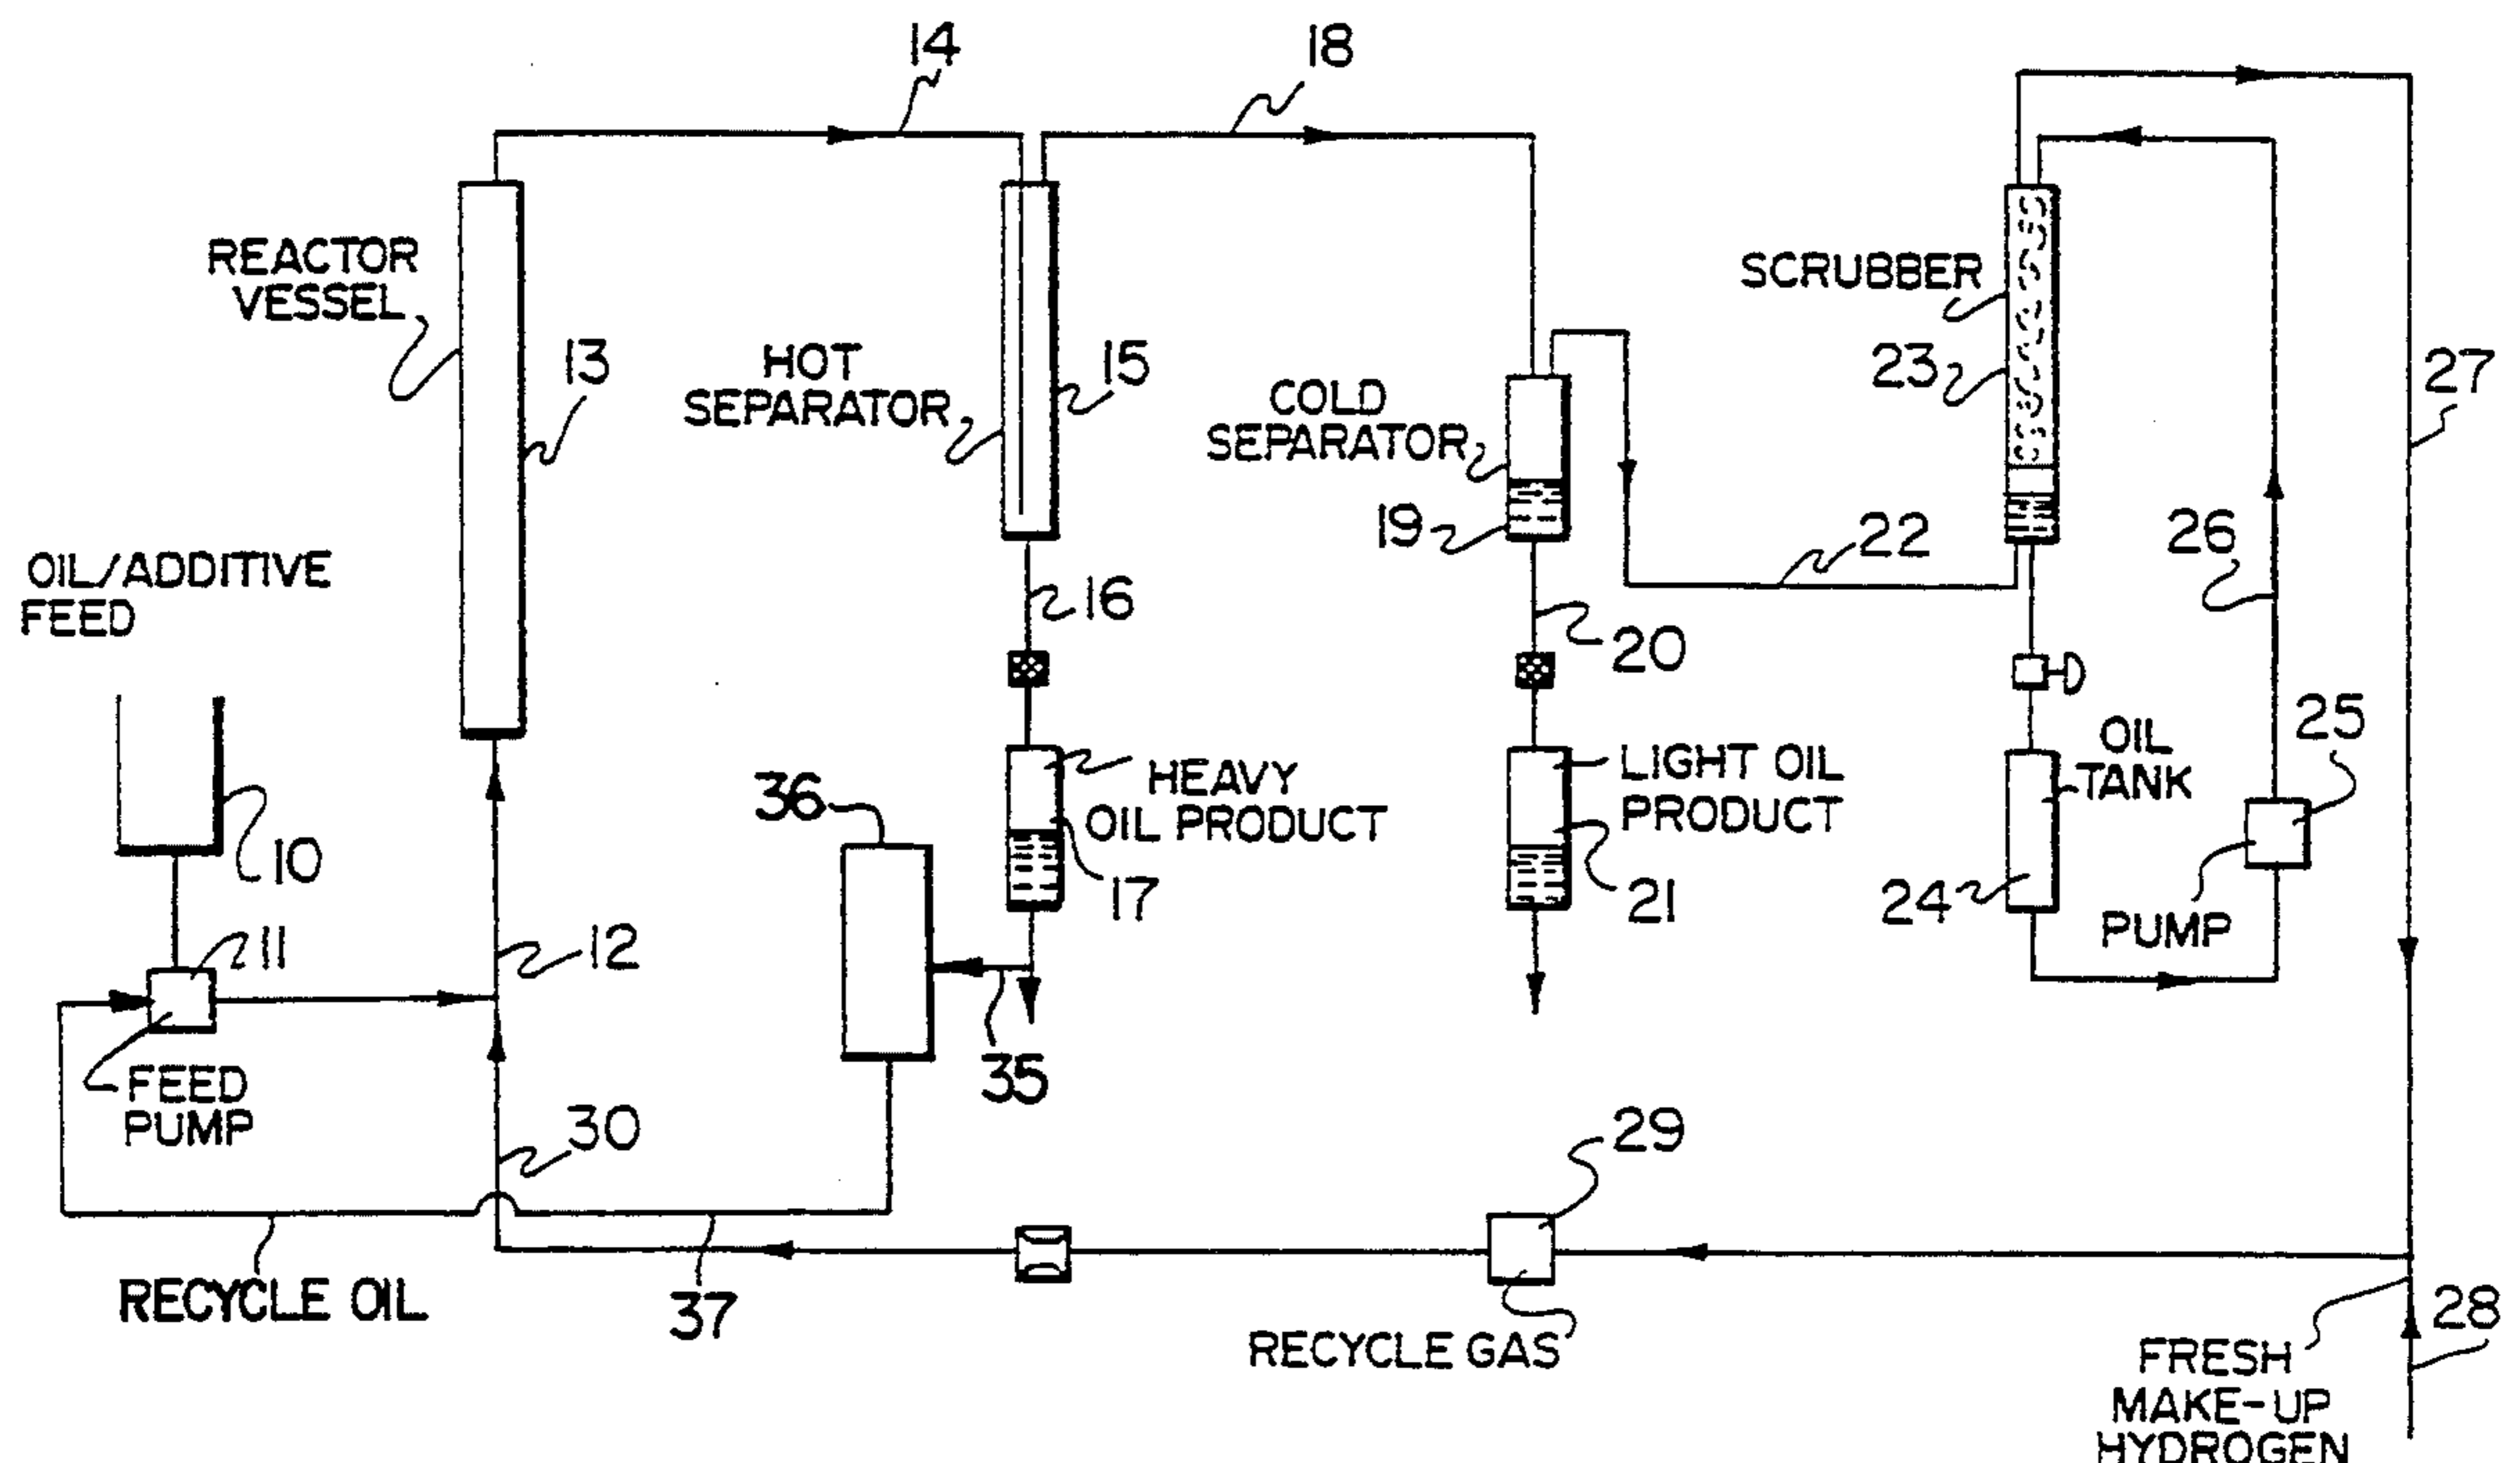 14
18
REACTOR
VESSEL
13
HOT
SEPARATOR
15
COLD
SEPARATOR
19
SCRUBBER
23
27
22
26
OIL/ADDITIVE
FEED
16
20
25
OIL
TANK
HEAVY
OIL PRODUCT
17
LIGHT OIL
PRODUCT
21
36
24
PUMP
10
11
12
FEED
PUMP
35
30
29
RECYCLE OIL
37
RECYCLE GAS
28
FRESH
MAKE-UP
HYDROGEN